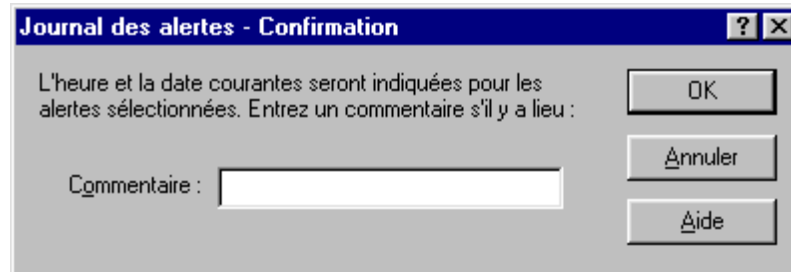 Journal des alertes - Confirmation
L'heure et la date courantes seront indiquées pour les
alertes sélectionnées. Entrez un commentaire s'il y a lieu :
OK
Annuler
Commentaire :
Aide